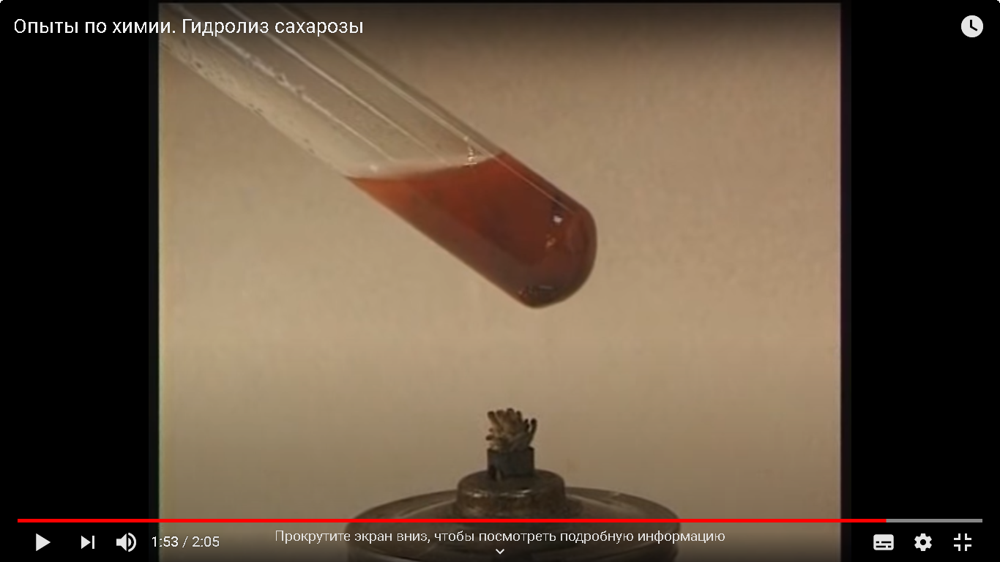 Опыты по химии. Гидролиз сахарозы
1:53 / 2:05
Прокрутите экран вниз, чтобы посмотреть подробную информацию